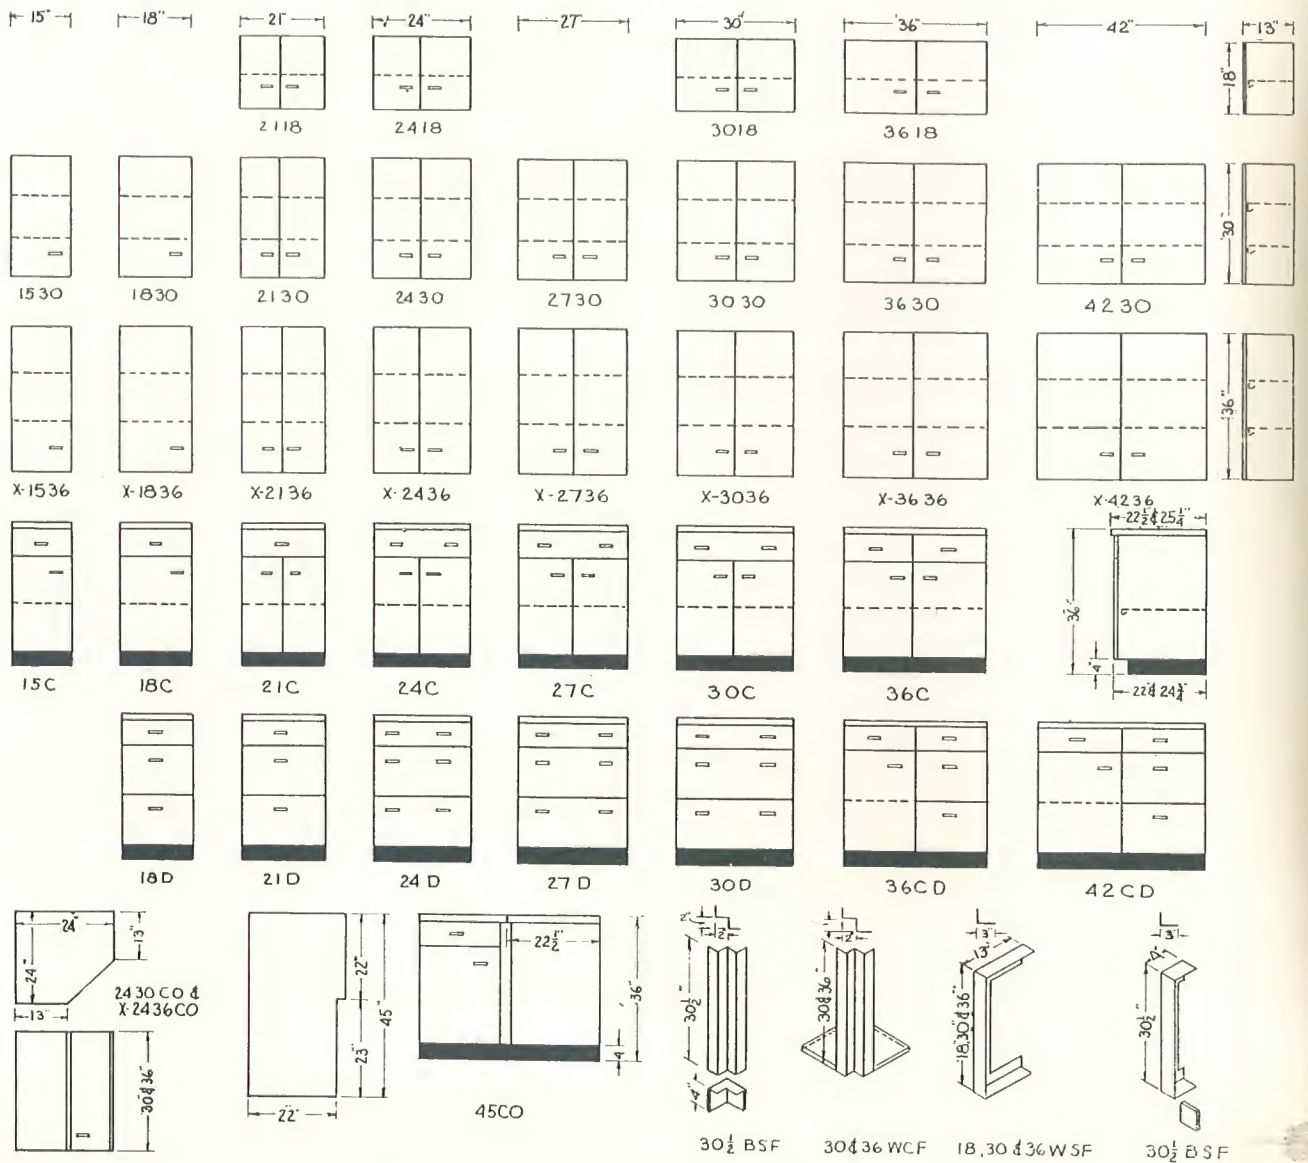 15" 18" 21" 24" 27" 30" 36" 42" 13"
18"
2118 2418 3018 3618
30"
1530 1830 2130 2430 2730 3030 3630 4230
36"
X-1536 X-1836 X-2136 X-2436 X-2736 X-3036 X-3636 X-4236
22½" & 25¼"
36"
4"
22 & 24¾"
15C 18C 21C 24C 27C 30C 36C
18D 21D 24D 27D 30D 36CD 42CD
24"
13"
24"
13"
2430 CO &
X-2436CO
30 & 36"
22"
45"
23"
22"
22½"
36"
4
45CO
2"
2
30½"
4"
30½ BSF
2
30 & 36"
30 & 36 WCF
3"
13"
18, 30 & 36"
18, 30 & 36 WSF
3
4"
30½"
30½ BSF